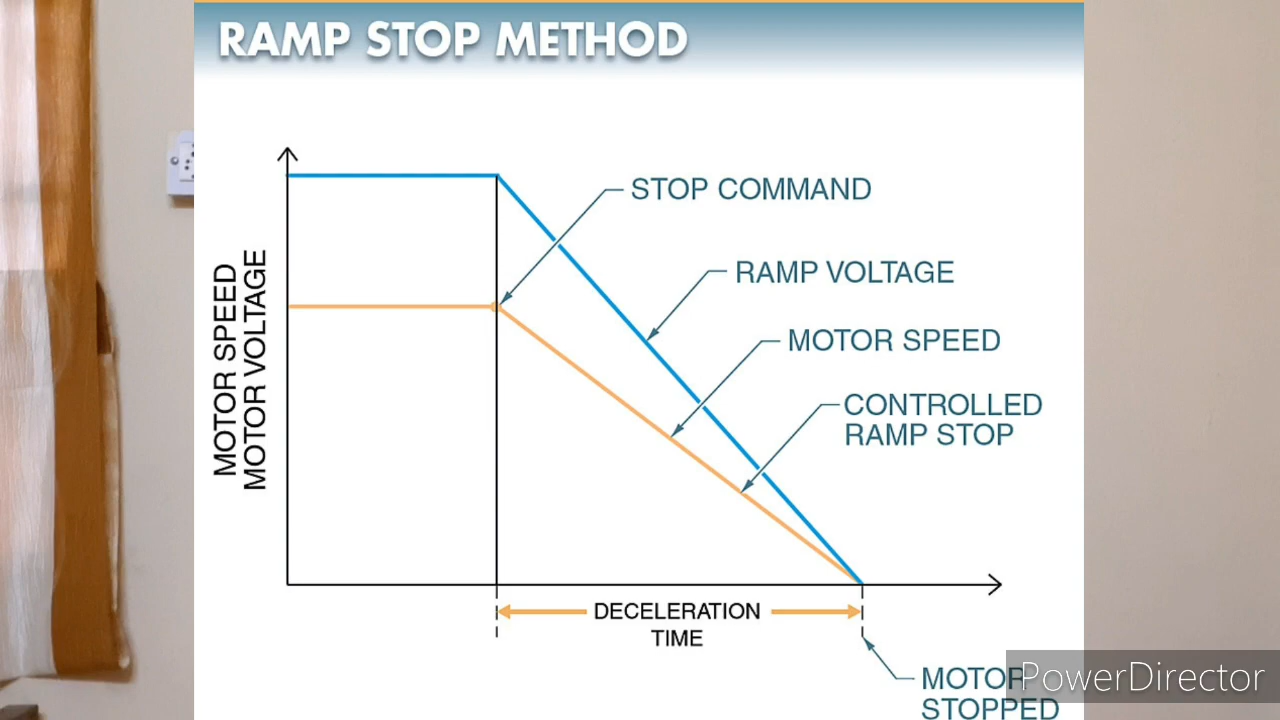 RAMP STOP METHOD
STOP COMMAND
RAMP VOLTAGE
MOTOR SPEED
CONTROLLED
RAMP STOP
MOTOR SPEED
MOTOR VOLTAGE
DECELERATION
TIME
MOTOR
STOPPED
PowerDirector